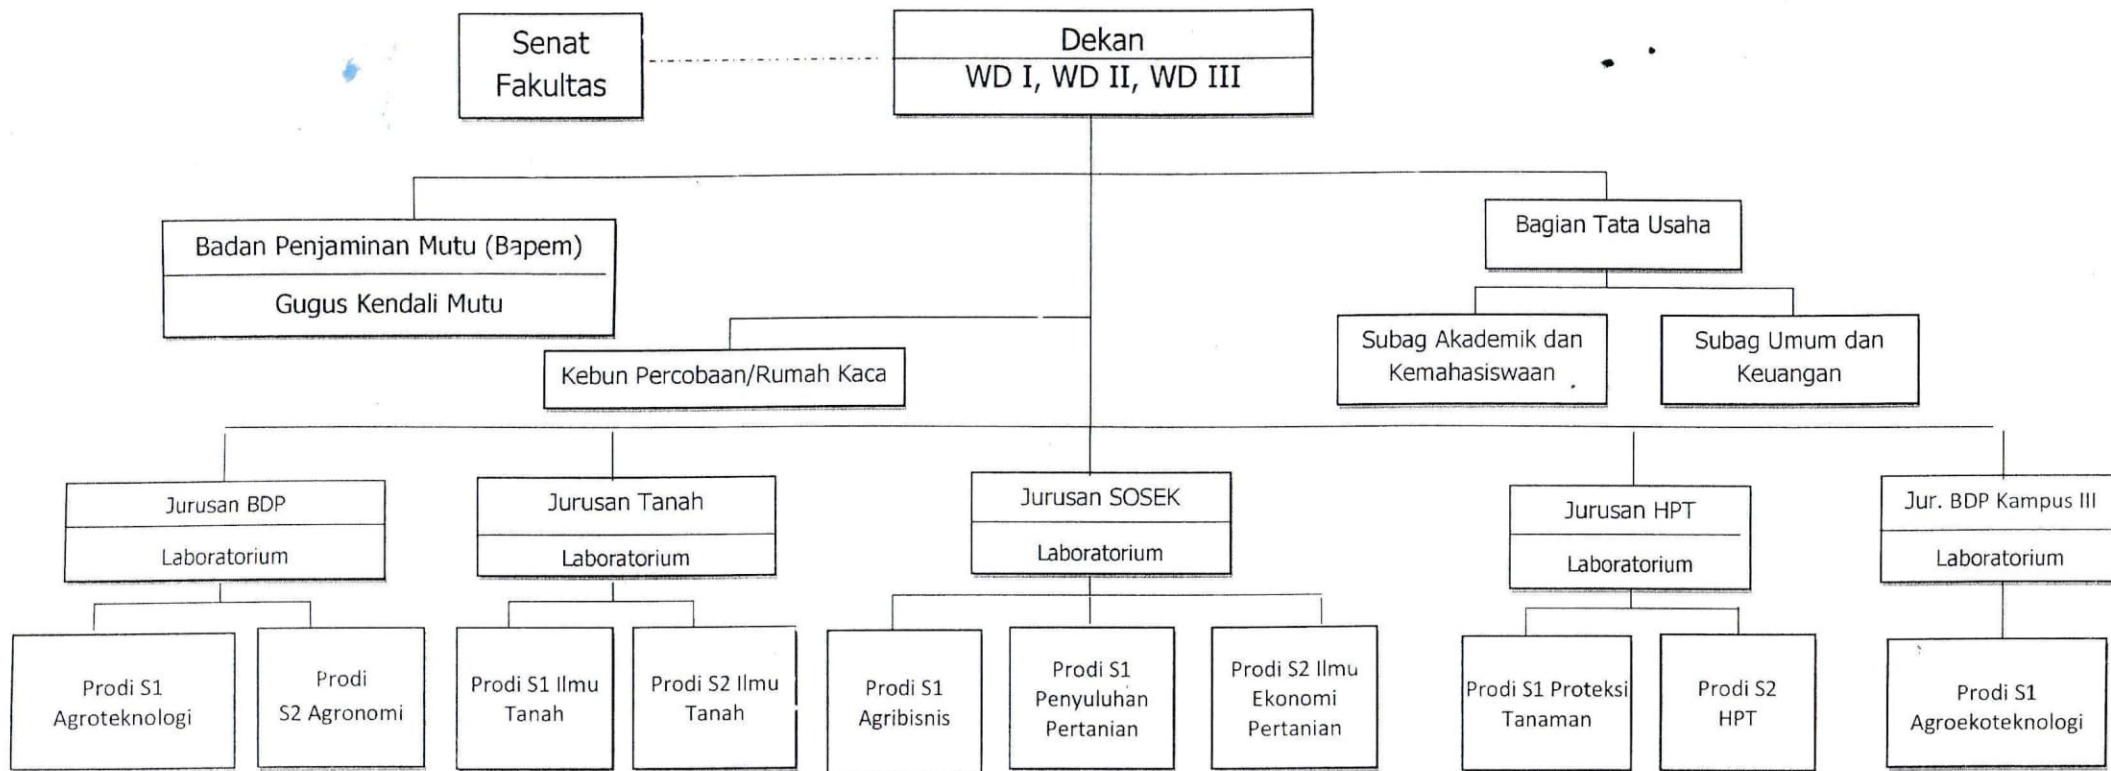 Senat
Fakultas
Dekan
WD I, WD II, WD III
Badan Penjaminan Mutu (Bapem)
Gugus Kendali Mutu
Bagian Tata Usaha
Subag Akademik dan
Kemahasiswaan
Subag Umum dan
Keuangan
Kebun Percobaan/Rumah Kaca
Jurusan BDP
Laboratorium
Jurusan Tanah
Laboratorium
Jurusan SOSEK
Laboratorium
Jurusan HPT
Laboratorium
Jur. BDP Kampus III
Laboratorium
Prodi S1
Agroteknologi
Prodi
S2 Agronomi
Prodi S1 Ilmu
Tanah
Prodi S2 Ilmu
Tanah
Prodi S1
Agribisnis
Prodi S1
Penyuluhan
Pertanian
Prodi S2 Ilmu
Ekonomi
Pertanian
Prodi S1 Proteksi
Tanaman
Prodi S2
HPT
Prodi S1
Agroekoteknologi